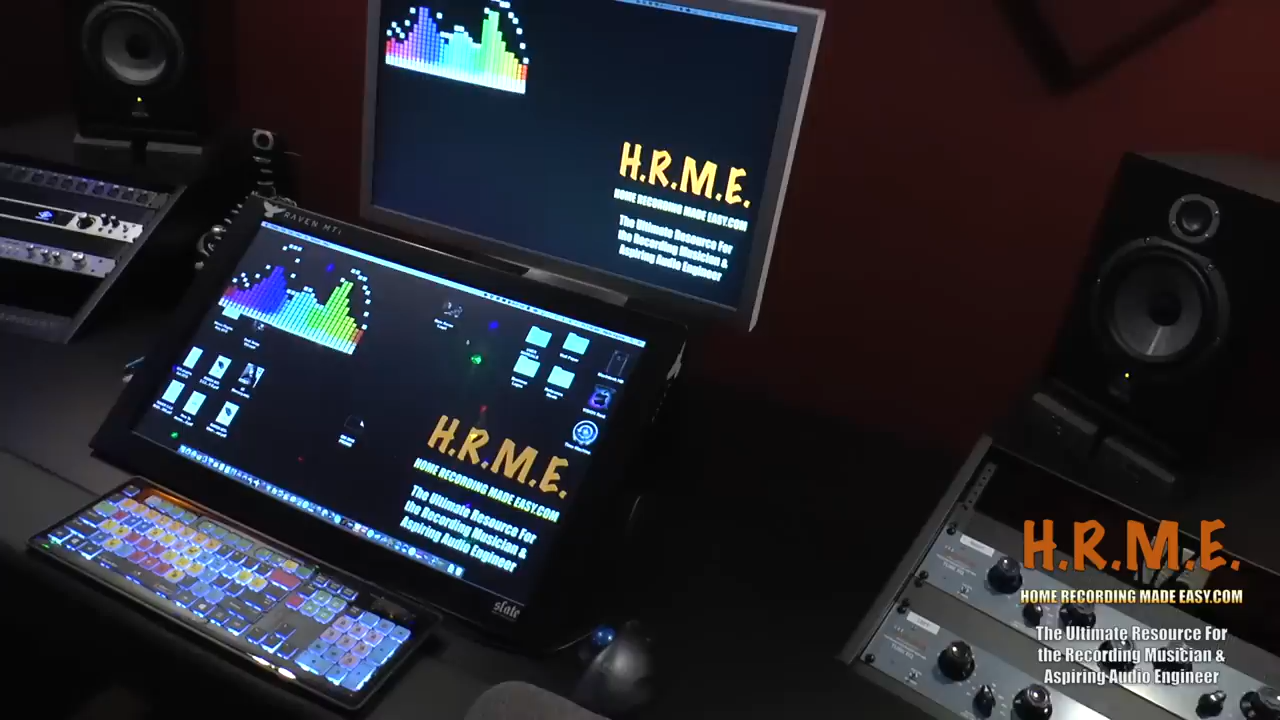 H.R.M.E.
HOME RECORDING MADE EASY.COM
The Ultimate Resource For
the Recording Musician &
Aspiring Audio Engineer
RAVEN MTi
H.R.M.E.
HOME RECORDING MADE EASY.COM
The Ultimate Resource For
the Recording Musician &
Aspiring Audio Engineer
slate
H.R.M.E.
HOME RECORDING MADE EASY.COM
The Ultimate Resource For
the Recording Musician &
Aspiring Audio Engineer